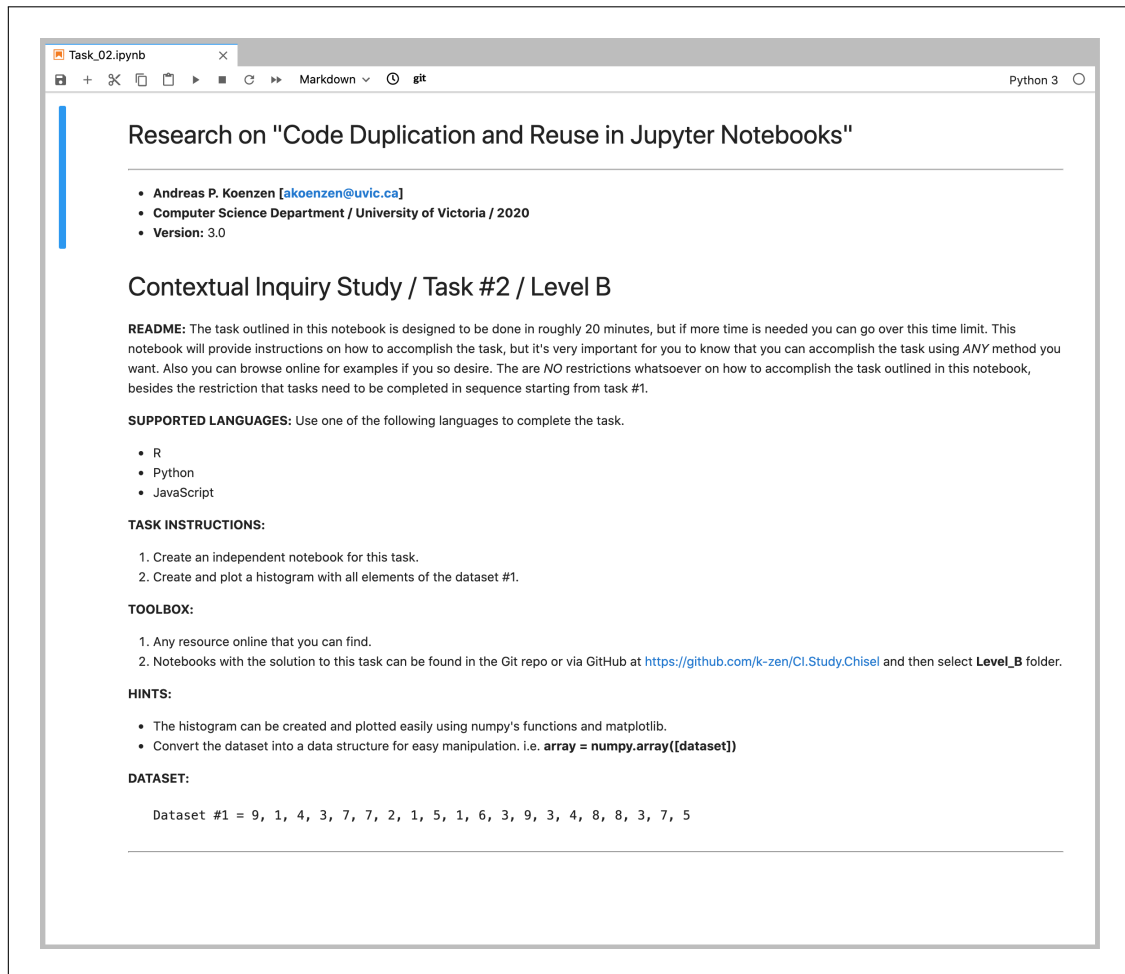 Task_02.ipynb
Markdown
git
Python 3
Research on "Code Duplication and Reuse in Jupyter Notebooks"
• Andreas P. Koenzen [akoenzen@uvic.ca]
• Computer Science Department / University of Victoria / 2020
• Version: 3.0
Contextual Inquiry Study / Task #2 / Level B
README: The task outlined in this notebook is designed to be done in roughly 20 minutes, but if more time is needed you can go over this time limit. This
notebook will provide instructions on how to accomplish the task, but it's very important for you to know that you can accomplish the task using ANY method you
want. Also you can browse online for examples if you so desire. The are NO restrictions whatsoever on how to accomplish the task outlined in this notebook,
besides the restriction that tasks need to be completed in sequence starting from task #1.
SUPPORTED LANGUAGES: Use one of the following languages to complete the task.
• R
• Python
• JavaScript
TASK INSTRUCTIONS:
1. Create an independent notebook for this task.
2. Create and plot a histogram with all elements of the dataset #1.
TOOLBOX:
1. Any resource online that you can find.
2. Notebooks with the solution to this task can be found in the Git repo or via GitHub at https://github.com/k-zen/CI.Study.Chisel and then select Level_B folder.
HINTS:
• The histogram can be created and plotted easily using numpy's functions and matplotlib.
• Convert the dataset into a data structure for easy manipulation. i.e. array = numpy.array([dataset])
DATASET:
Dataset #1 = 9, 1, 4, 3, 7, 7, 2, 1, 5, 1, 6, 3, 9, 3, 4, 8, 8, 3, 7, 5